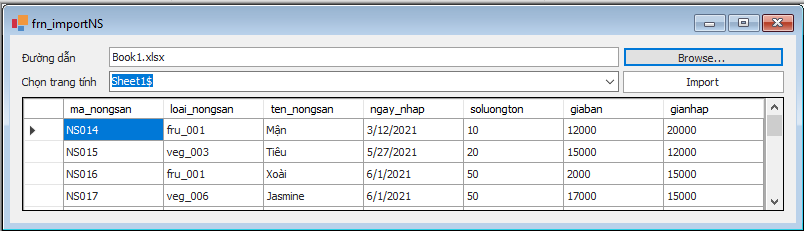 frn_importNS
Đường dẫn Book1.xlsx Browse...
Chọn trang tính Sheet1$ Import
ma_nongsan loai_nongsan ten_nongsan ngay_nhap soluongton giaban gianhap
NS014 fru_001 Mận 3/12/2021 10 12000 20000
NS015 veg_003 Tiêu 5/27/2021 20 15000 12000
NS016 fru_001 Xoài 6/1/2021 50 2000 15000
NS017 veg_006 Jasmine 6/1/2021 50 17000 15000